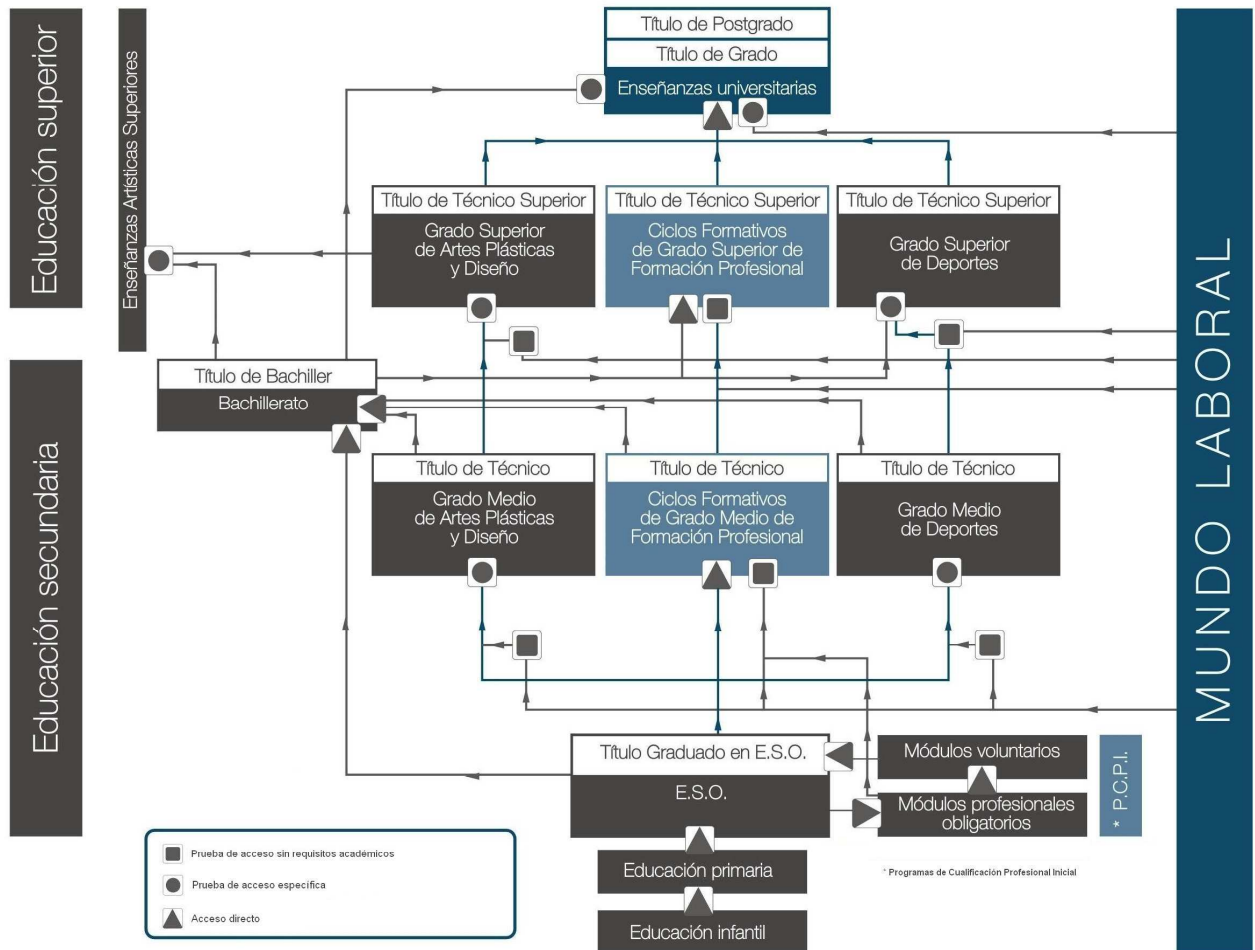 Educación superior
Enseñanzas Artísticas Superiores
Título de Postgrado
Título de Grado
Enseñanzas universitarias
Título de Técnico Superior
Grado Superior
de Artes Plásticas
y Diseño
Título de Técnico Superior
Ciclos Formativos
de Grado Superior de
Formación Profesional
Título de Técnico Superior
Grado Superior
de Deportes
MUNDO LABORAL
Educación secundaria
Título de Bachiller
Bachillerato
Título de Técnico
Grado Medio
de Artes Plásticas
y Diseño
Título de Técnico
Ciclos Formativos
de Grado Medio de
Formación Profesional
Título de Técnico
Grado Medio
de Deportes
Título Graduado en E.S.O.
E.S.O.
Módulos voluntarios
Módulos profesionales
obligatorios
* P.C.P.I.
Educación primaria
Educación infantil
* Programas de Cualificación Profesional Inicial
Prueba de acceso sin requisitos académicos
Prueba de acceso específica
Acceso directo